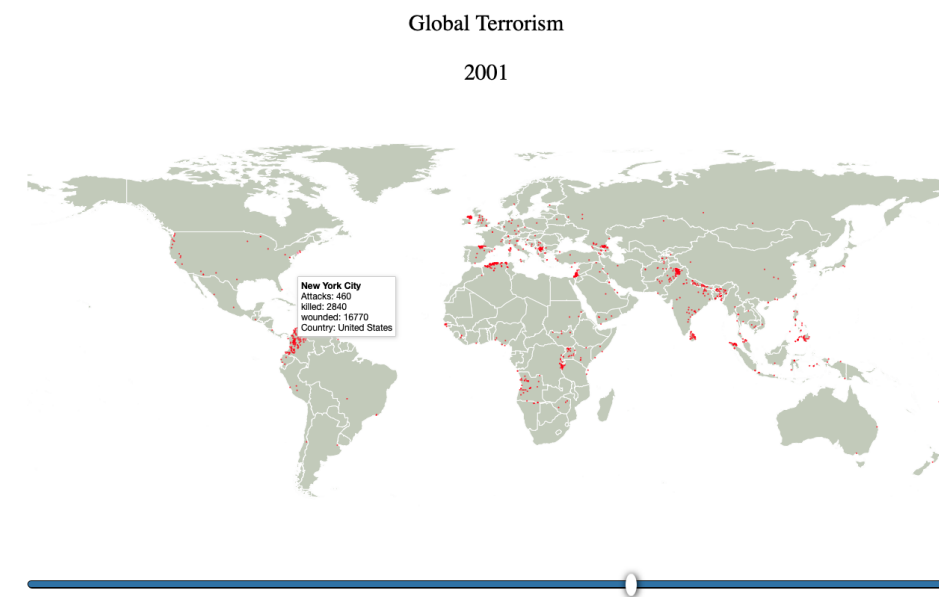 Global Terrorism
2001
New York City
Attacks: 460
killed: 2840
wounded: 16770
Country: United States